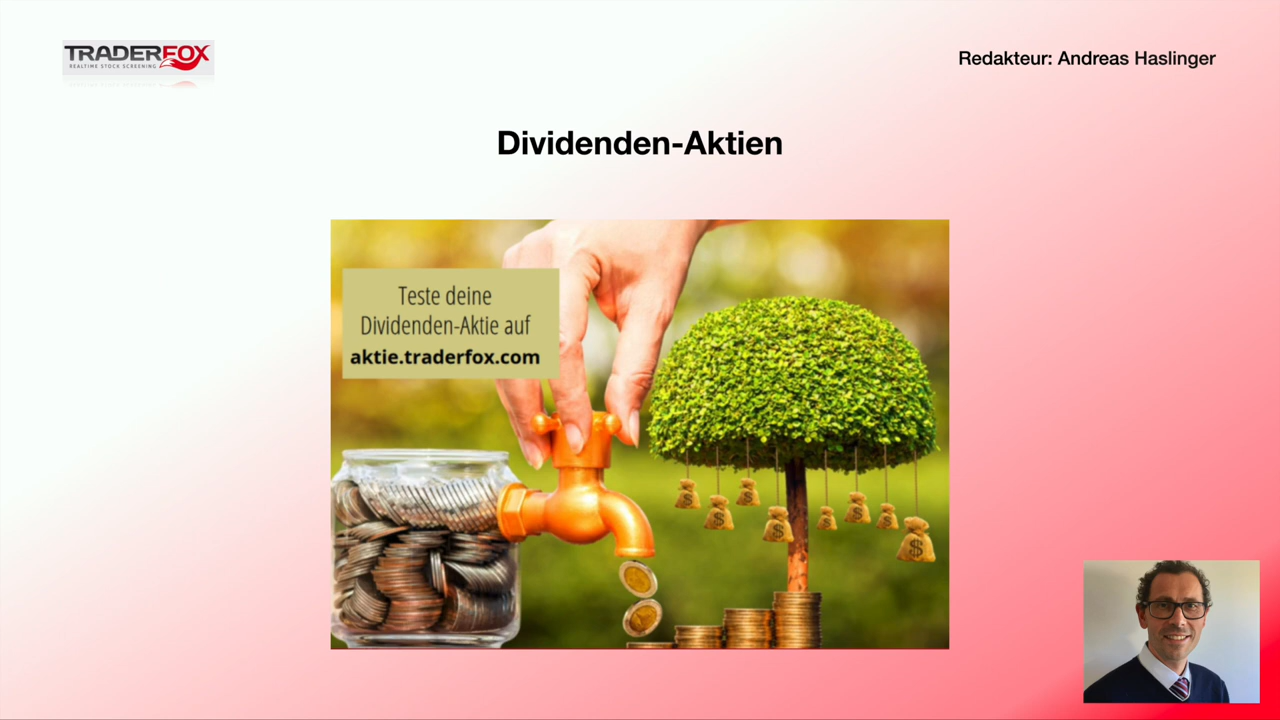 TRADERFOX
REALTIME STOCK SCREENING
Redakteur: Andreas Haslinger
Dividenden-Aktien
Teste deine
Dividenden-Aktie auf
aktie.traderfox.com
$
$
$
$
$
$
$
$